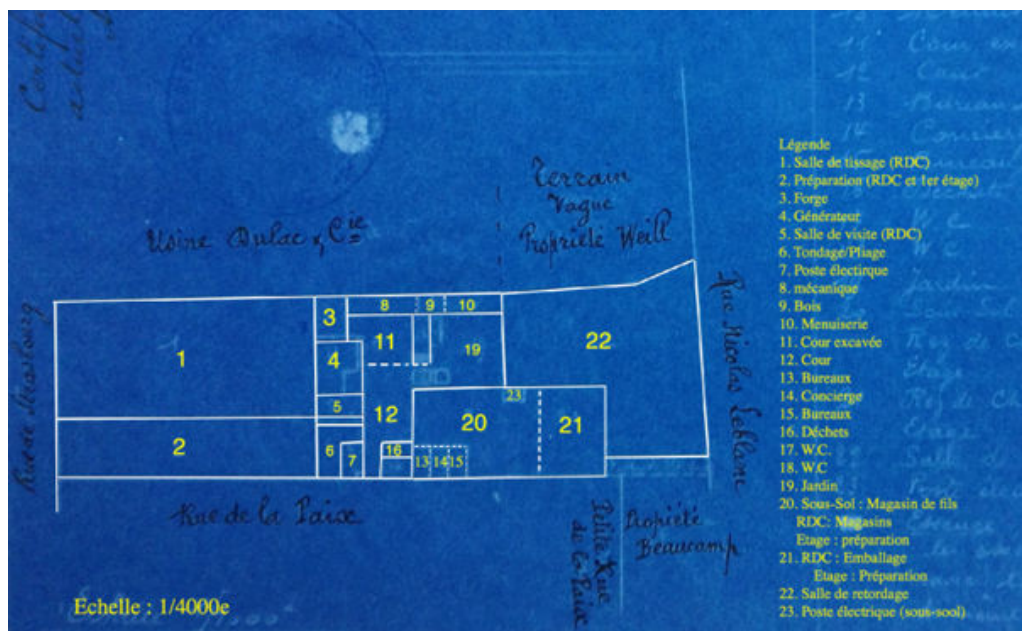 Usine Dulac & Cie
Terrain
Vague
Propriété Weill
Rue de Strasbourg
Rue Nicolas Leblanc
Rue de la Paix
Petite Rue
de la Paix
Propriété
Beaucamp
1
2
3
4
5
6
7
8
9
10
11
12
13
14
15
16
19
20
21
22
23
Echelle : 1/4000e
Légende
1. Salle de tissage (RDC)
2. Préparation (RDC et 1er étage)
3. Forge
4. Générateur
5. Salle de visite (RDC)
6. Tondage/Pliage
7. Poste électirque
8. mécanique
9. Bois
10. Menuiserie
11. Cour excavée
12. Cour
13. Bureaux
14. Concierge
15. Bureaux
16. Déchets
17. W.C.
18. W.C
19. Jardin
20. Sous-Sol : Magasin de fils
RDC: Magasins
Etage : préparation
21. RDC : Emballage
Etage : Préparation
22. Salle de retordage
23. Poste électrique (sous-sool)